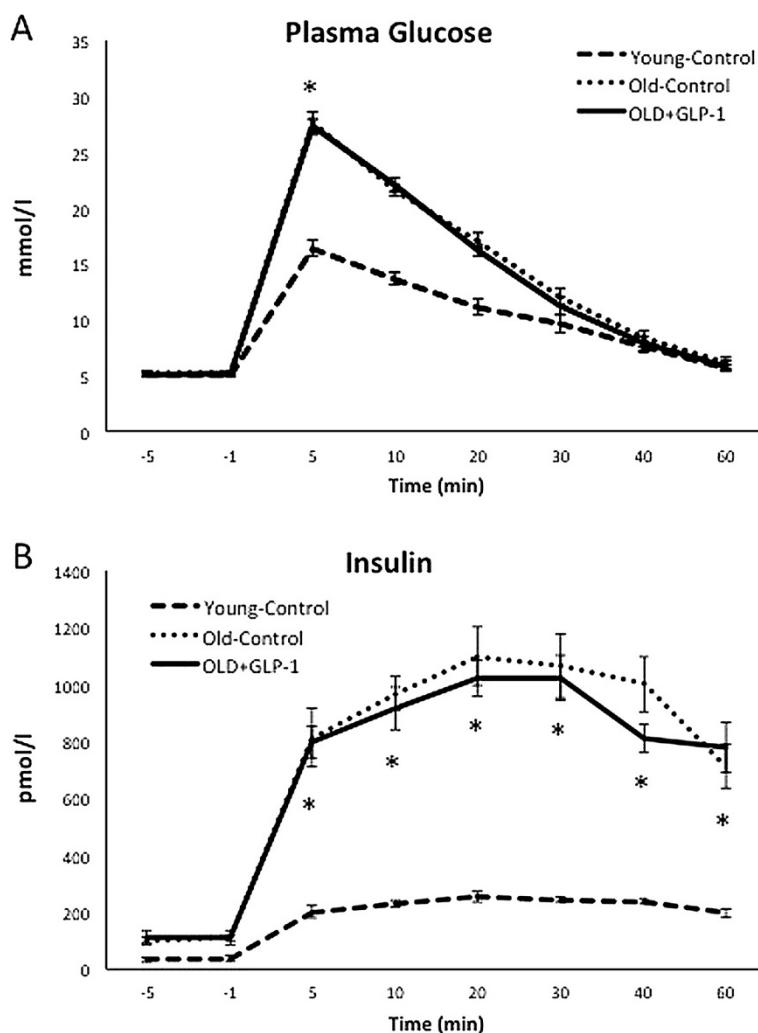 A
Plasma Glucose
35
30
25
20
15
10
5
0
mmol/l
*
Young-Control
Old-Control
OLD+GLP-1
-5 -1 5 10 20 30 40 60
Time (min)
B
Insulin
1400
1200
1000
800
600
400
200
0
pmol/l
Young-Control
Old-Control
OLD+GLP-1
* * * * * *
-5 -1 5 10 20 30 40 60
Time (min)